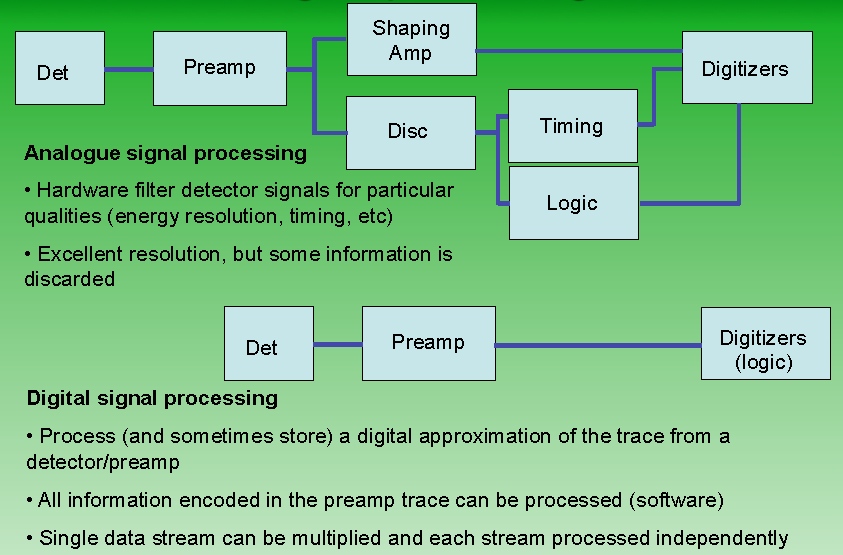 Shaping
Amp
Det
Preamp
Digitizers
Disc
Timing
Logic
Analogue signal processing
• Hardware filter detector signals for particular
qualities (energy resolution, timing, etc)
• Excellent resolution, but some information is
discarded
Det
Preamp
Digitizers
(logic)
Digital signal processing
• Process (and sometimes store) a digital approximation of the trace from a
detector/preamp
• All information encoded in the preamp trace can be processed (software)
• Single data stream can be multiplied and each stream processed independently